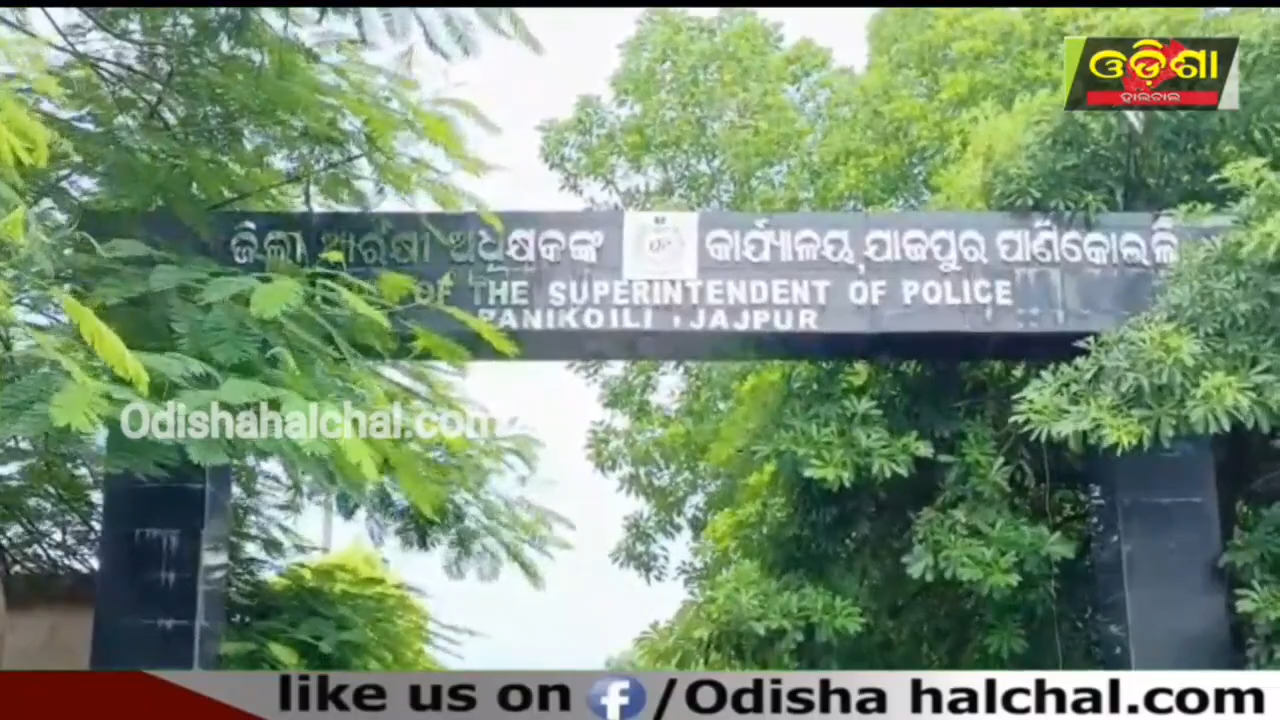 ଓଡ଼ିଶା
ହାଲଚାଲ
ଜିଲ୍ଲା ଆରକ୍ଷୀ ଅଧିକ୍ଷକଙ୍କ କାର୍ଯ୍ୟାଳୟ, ଯାଜପୁର ପାଣିକୋଇଲି
OF THE SUPERINTENDENT OF POLICE
PANIKOILI, JAJPUR
Odishahalchal.com
like us on f/Odisha halchal.com